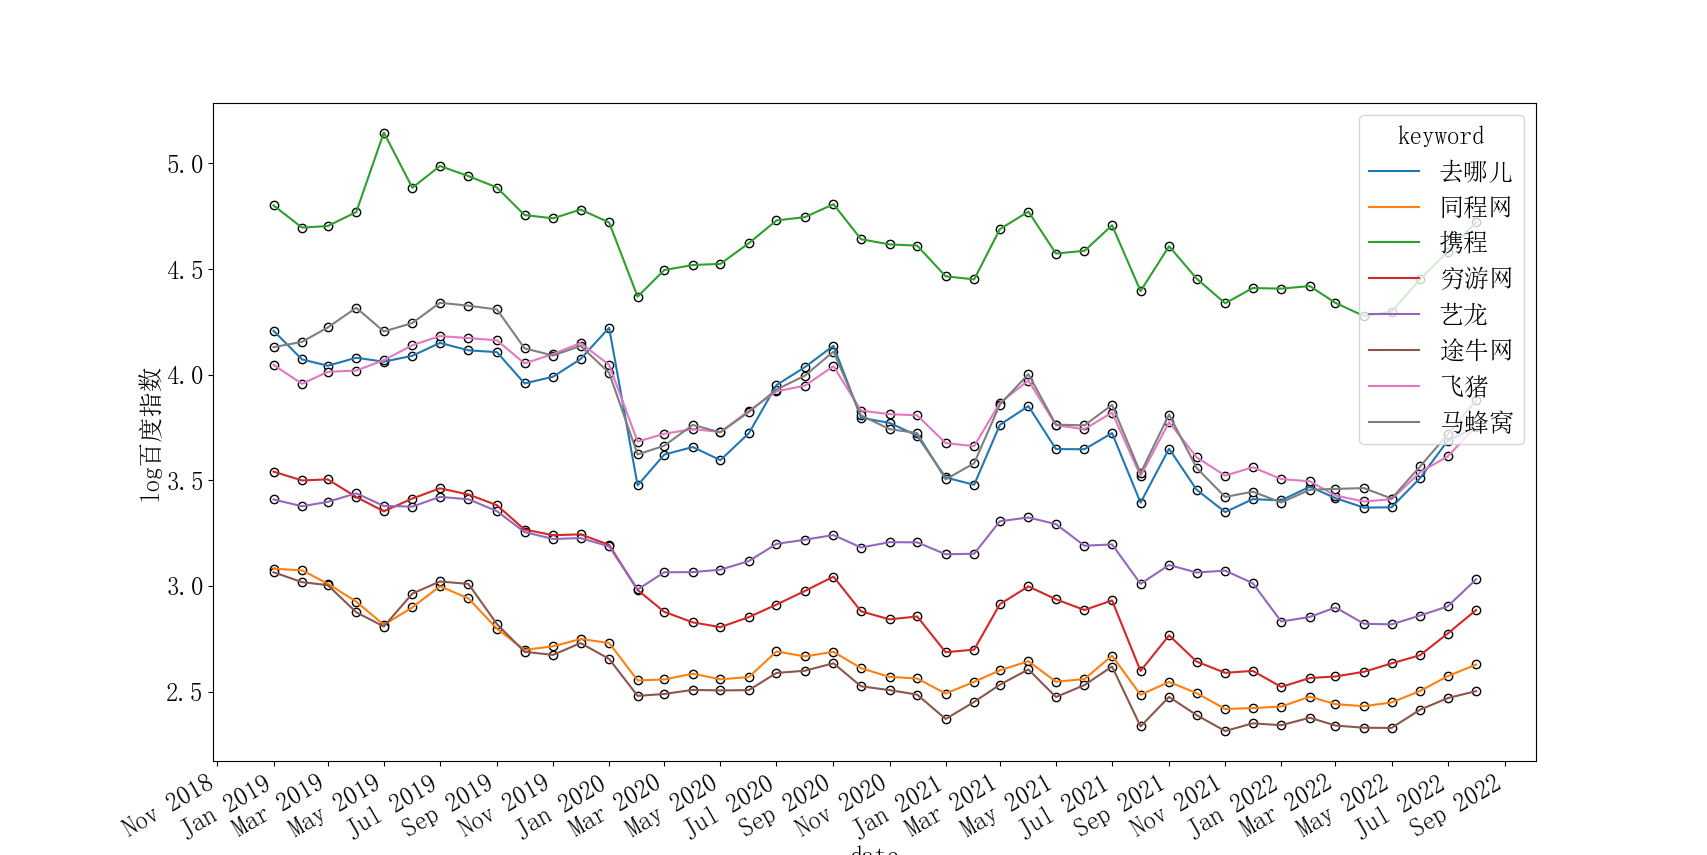 keyword
去哪儿
同程网
携程
穷游网
艺龙
途牛网
飞猪
马蜂窝
log百度指数
5.0
4.5
4.0
3.5
3.0
2.5
Nov 2018
Jan 2019
Mar 2019
May 2019
Jul 2019
Sep 2019
Nov 2019
Jan 2020
Mar 2020
May 2020
Jul 2020
Sep 2020
Nov 2020
Jan 2021
Mar 2021
May 2021
Jul 2021
Sep 2021
Nov 2021
Jan 2022
Mar 2022
May 2022
Jul 2022
Sep 2022
date